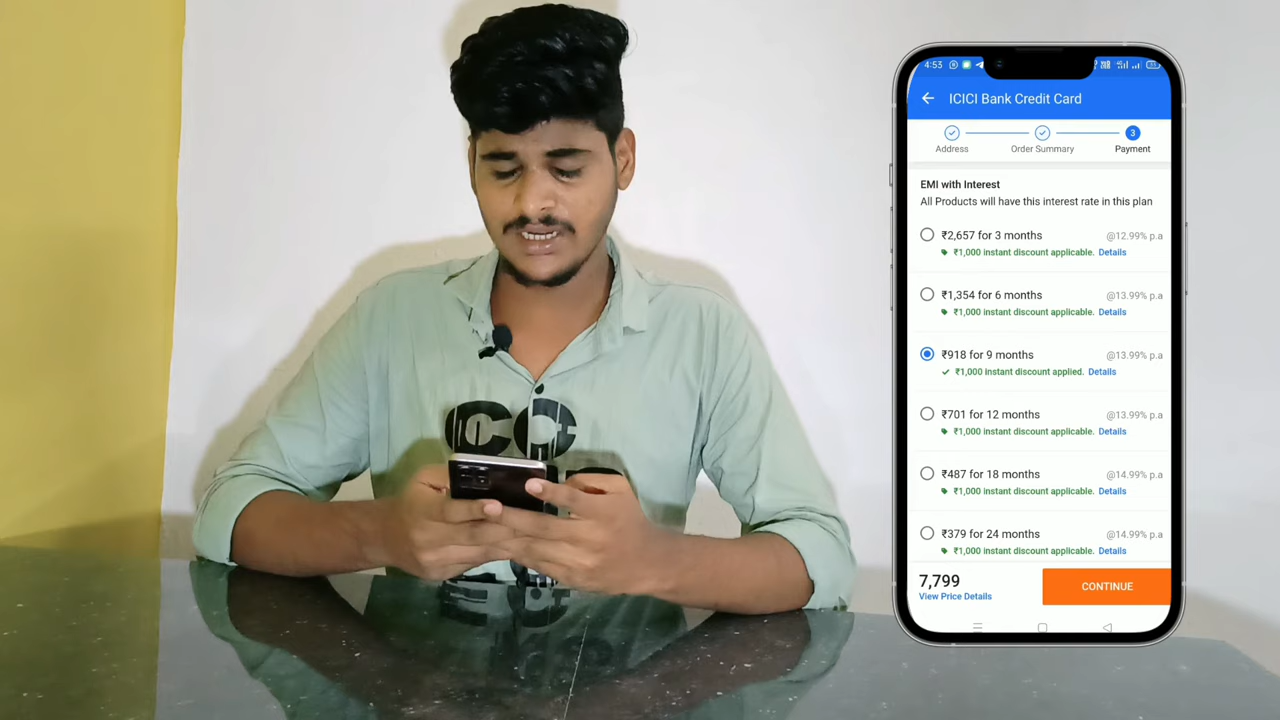 CC
4:53
ICICI Bank Credit Card
3
Address
Order Summary
Payment
EMI with Interest
All Products will have this interest rate in this plan
₹2,657 for 3 months @12.99% p.a
₹1,000 instant discount applicable. Details
₹1,354 for 6 months @13.99% p.a
₹1,000 instant discount applicable. Details
₹918 for 9 months @13.99% p.a
₹1,000 instant discount applied. Details
₹701 for 12 months @13.99% p.a
₹1,000 instant discount applicable. Details
₹487 for 18 months @14.99% p.a
₹1,000 instant discount applicable. Details
₹379 for 24 months @14.99% p.a
₹1,000 instant discount applicable. Details
7,799
CONTINUE
View Price Details